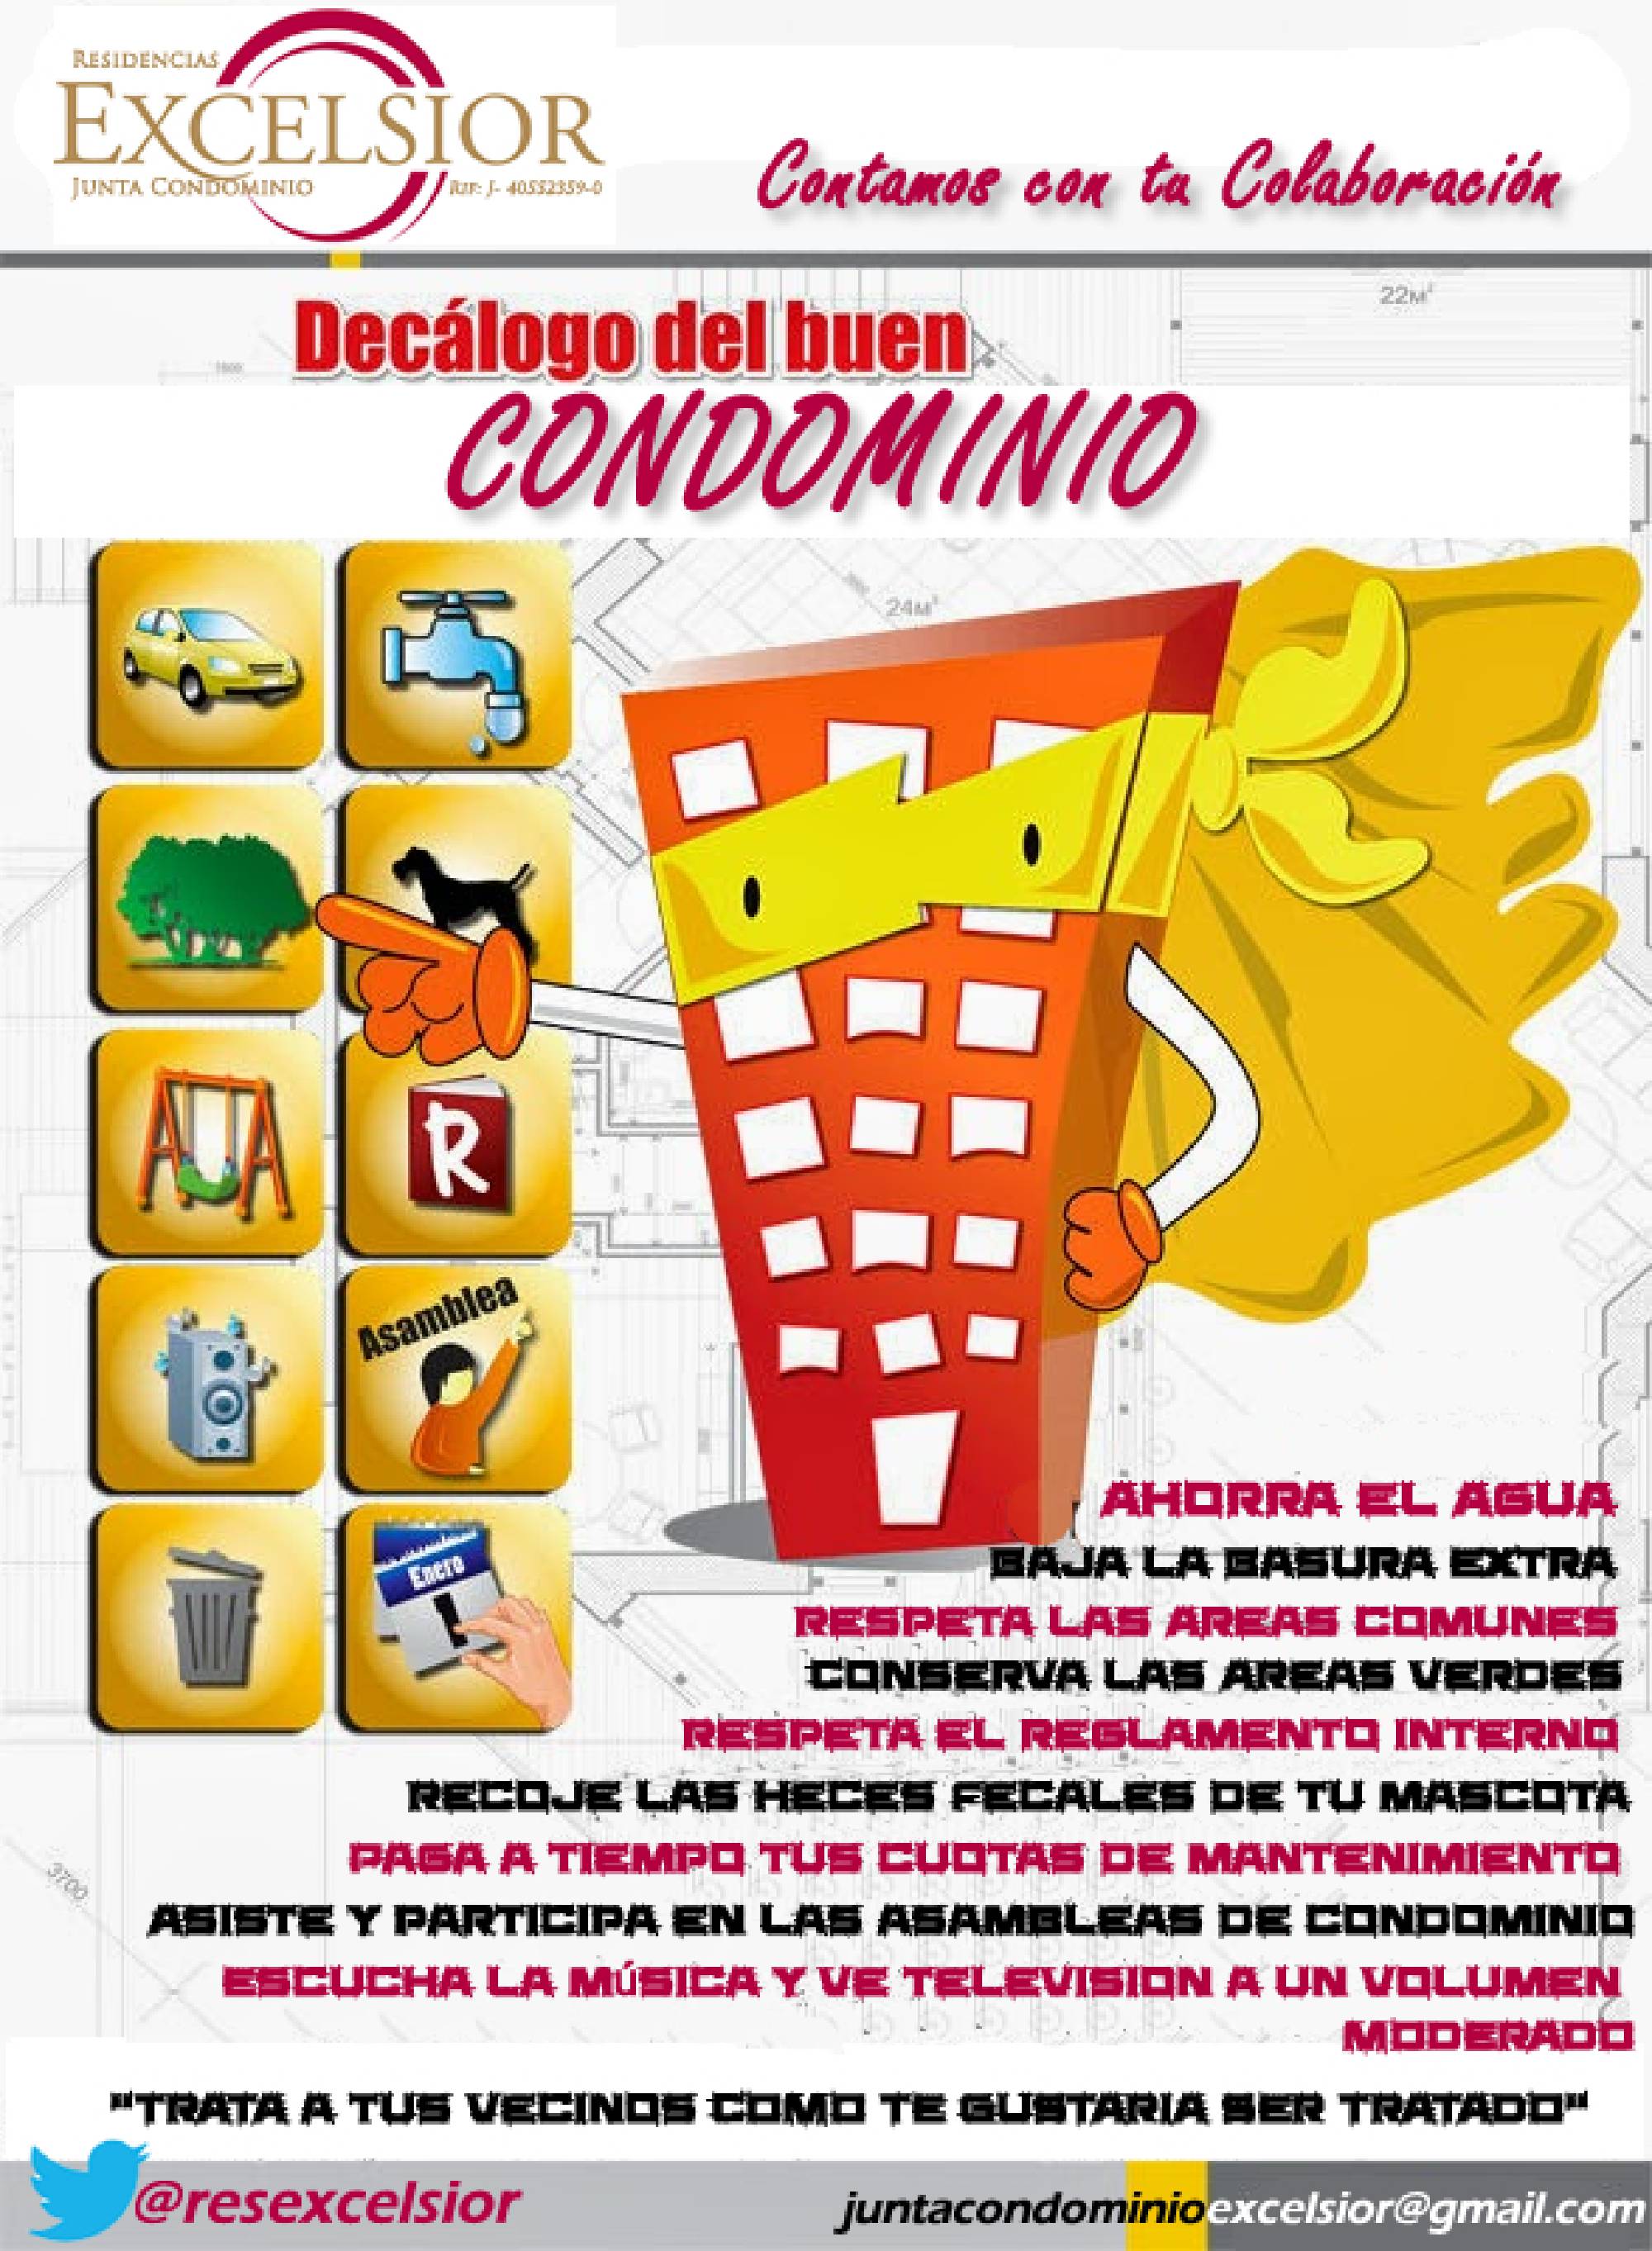 RESIDENCIAS
EXCELSIOR
JUNTA CONDOMINIO RIF: J- 40552359-0
Contamos con tu Colaboración
22M²
Decálogo del buen
CONDOMINIO
24M²
R
Asamblea
Enero
1
AHORRA EL AGUA
BAJA LA BASURA EXTRA
RESPETA LAS AREAS COMUNES
CONSERVA LAS AREAS VERDES
RESPETA EL REGLAMENTO INTERNO
RECOJE LAS HECES FECALES DE TU MASCOTA
PAGA A TIEMPO TUS CUOTAS DE MANTENIMIENTO
3700
ASISTE Y PARTICIPA EN LAS ASAMBLEAS DE CONDOMINIO
ESCUCHA LA MÚSICA Y VE TELEVISION A UN VOLUMEN
MODERADO
"TRATA A TUS VECINOS COMO TE GUSTARIA SER TRATADO"
@resexcelsior
juntacondominioexcelsior@gmail.com